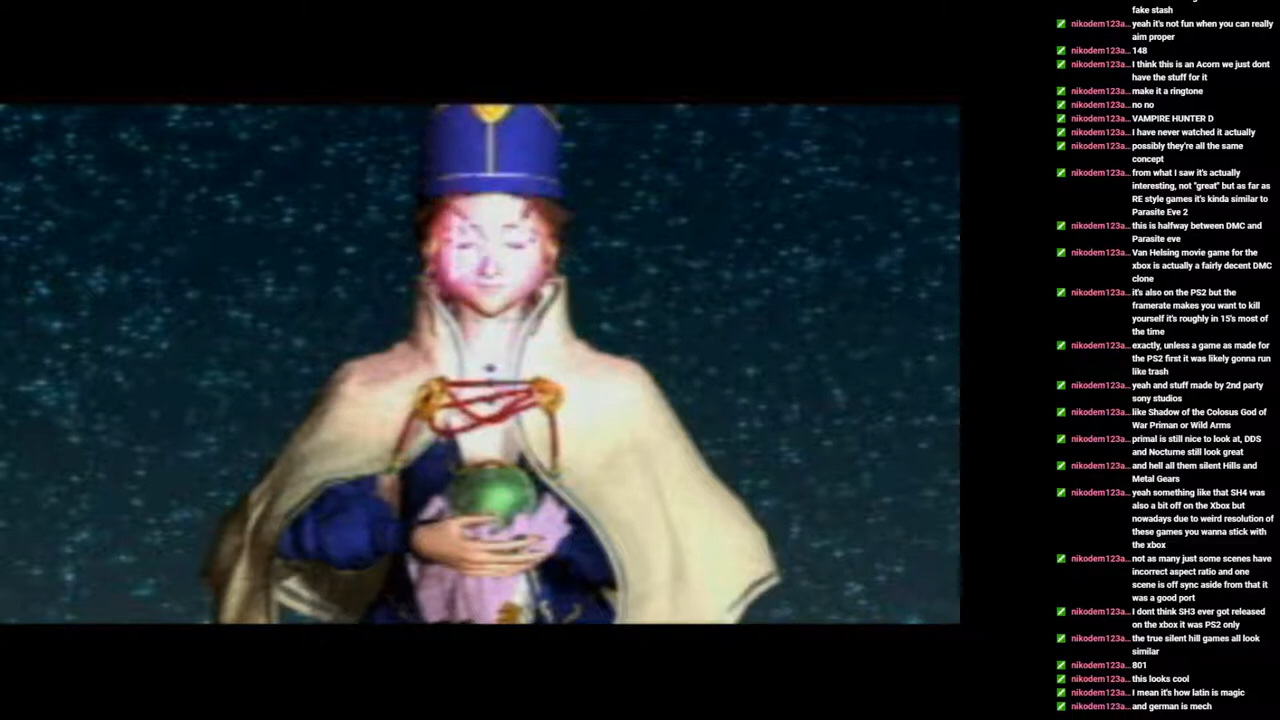 fake stash
nikodem123a... yeah it's not fun when you can really
aim proper
nikodem123a... 148
nikodem123a... I think this is an Acorn we just dont
have the stuff for it
nikodem123a... make it a ringtone
nikodem123a... no no
nikodem123a... VAMPIRE HUNTER D
nikodem123a... I have never watched it actually
nikodem123a... possibly they're all the same
concept
nikodem123a... from what I saw it's actually
interesting, not "great" but as far as
RE style games it's kinda similar to
Parasite Eve 2
nikodem123a... this is halfway between DMC and
Parasite eve
nikodem123a... Van Helsing movie game for the
xbox is actually a fairly decent DMC
clone
nikodem123a... it's also on the PS2 but the
framerate makes you want to kill
yourself it's roughly in 15's most of
the time
nikodem123a... exactly, unless a game as made for
the PS2 first it was likely gonna run
like trash
nikodem123a... yeah and stuff made by 2nd party
sony studios
nikodem123a... like Shadow of the Colosus God of
War Priman or Wild Arms
nikodem123a... primal is still nice to look at, DDS
and Nocturne still look great
nikodem123a... and hell all them silent Hills and
Metal Gears
nikodem123a... yeah something like that SH4 was
also a bit off on the Xbox but
nowadays due to weird resolution of
these games you wanna stick with
the xbox
nikodem123a... not as many just some scenes have
incorrect aspect ratio and one
scene is off sync aside from that it
was a good port
nikodem123a... I dont think SH3 ever got released
on the xbox it was PS2 only
nikodem123a... the true silent hill games all look
similar
nikodem123a... 801
nikodem123a... this looks cool
nikodem123a... I mean it's how latin is magic
nikodem123a... and german is mech